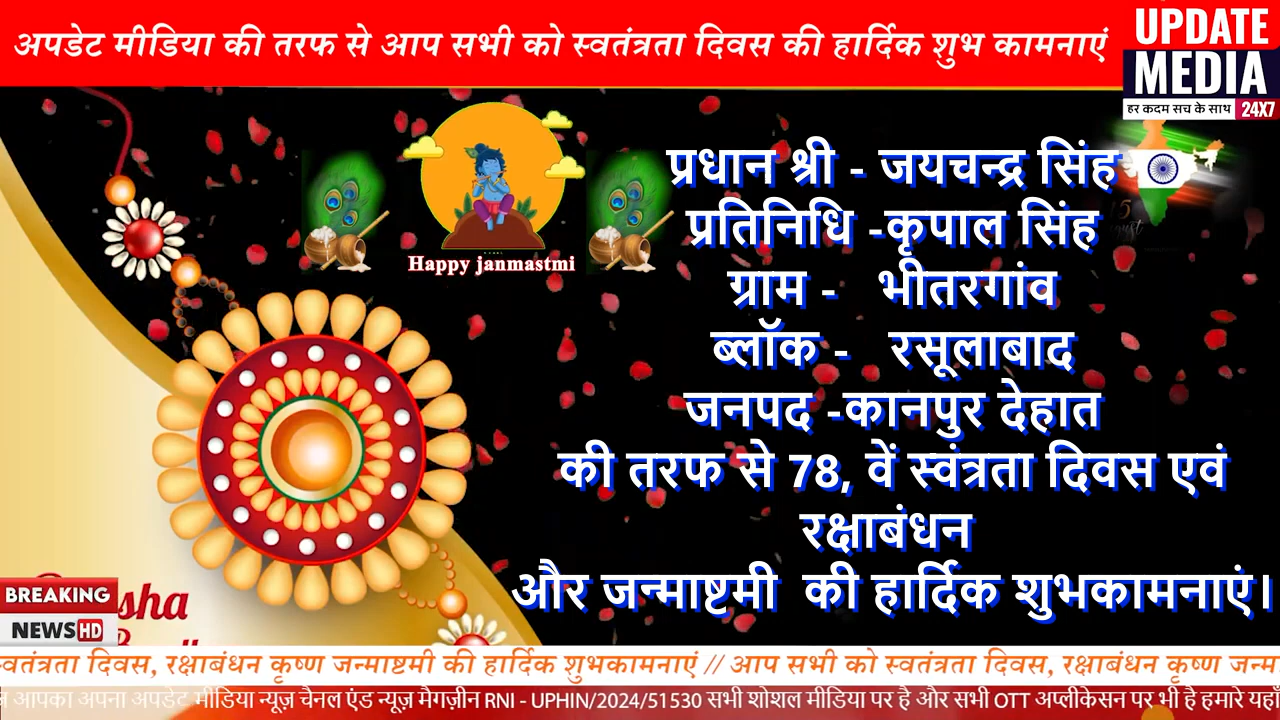 अपडेट मीडिया की तरफ से आप सभी को स्वतंत्रता दिवस की हार्दिक शुभ कामनाएं
UPDATE
MEDIA
हर कदम सच के साथ 24X7
Happy janmastmi
प्रधान श्री - जयचन्द्र सिंह
प्रतिनिधि -कृपाल सिंह
ग्राम - भीतरगांव
ब्लॉक - रसूलाबाद
जनपद -कानपुर देहात
की तरफ से 78, वें स्वंत्रता दिवस एवं
रक्षाबंधन
और जन्माष्टमी की हार्दिक शुभकामनाएं।
BREAKING
NEWS HD
दिवस, रक्षाबंधन कृष्ण जन्माष्टमी की हार्दिक शुभकामनाएं // आप सभी को स्वतंत्रता दिवस, रक्षाबंधन कृष्ण
आपका अपना अपडेट मीडिया न्यूज़ चैनल एंड न्यूज़ मैगज़ीन RNI - UPHIN/2024/51530 सभी शोशल मीडिया पर है और सभी OTT अप्लीकेसन पर भी है हमारे यहाँ